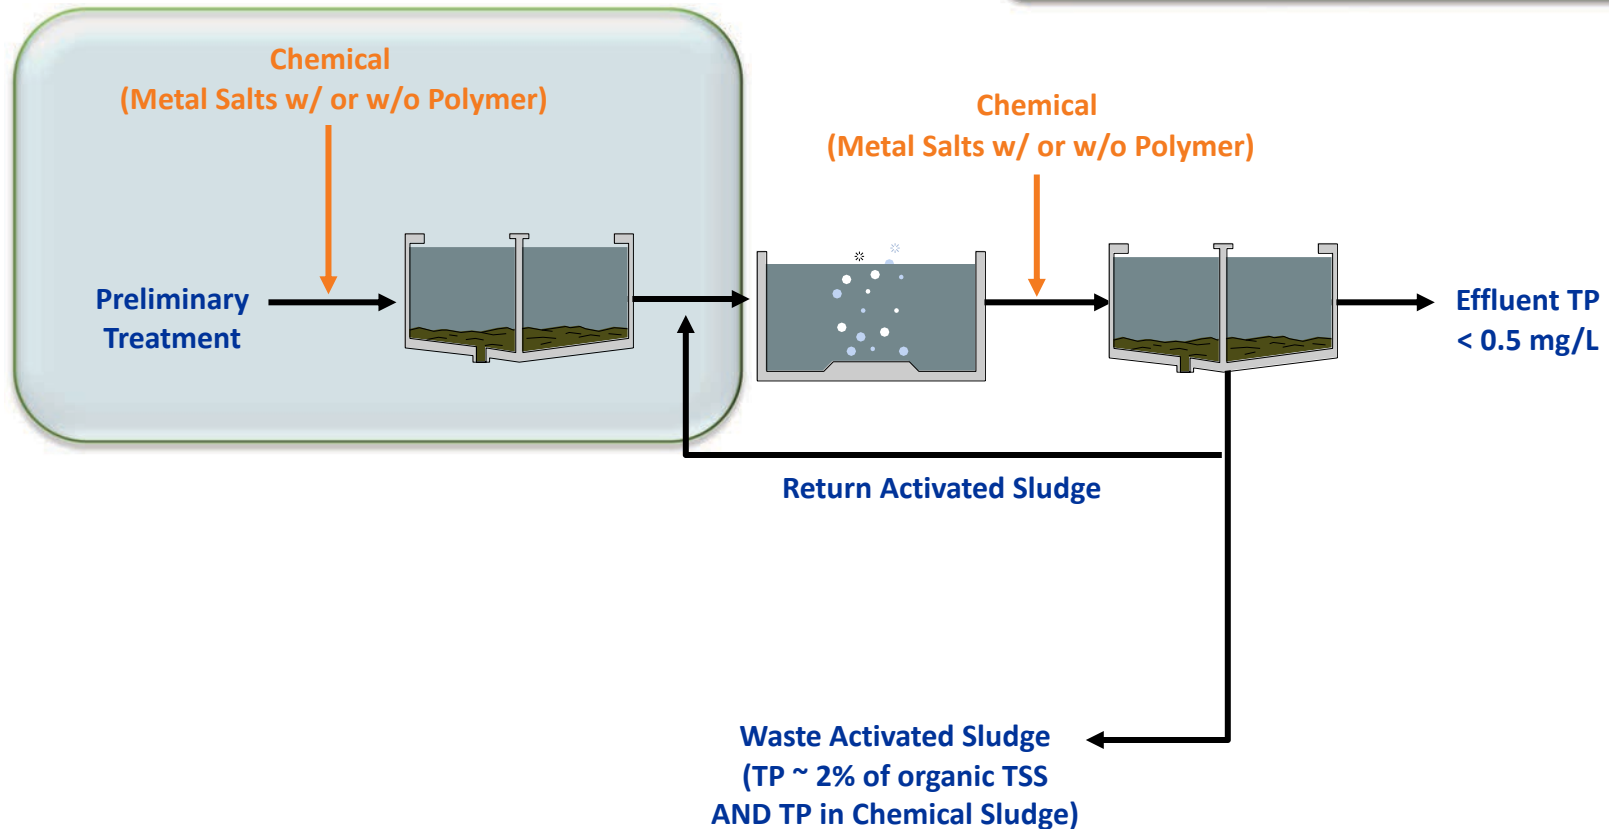 Chemical
(Metal Salts w/ or w/o Polymer)
Chemical
(Metal Salts w/ or w/o Polymer)
Preliminary
Treatment
Effluent TP
< 0.5 mg/L
Return Activated Sludge
Waste Activated Sludge
(TP ~ 2% of organic TSS
AND TP in Chemical Sludge)